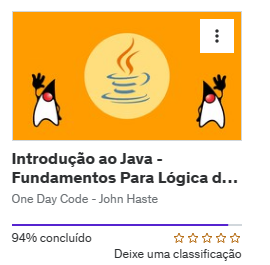 Introdução ao Java -
Fundamentos Para Lógica d...
One Day Code - John Haste
94% concluído
Deixe uma classificação